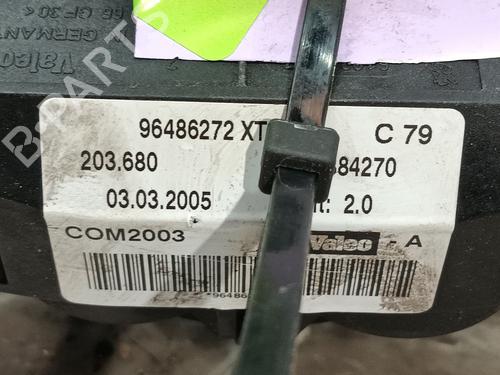 Valeo
GERMANY
B-PARTS
96486272 XT C 79
203.680 84270
03.03.2005 t: 2.0
COM2003 Valeo A